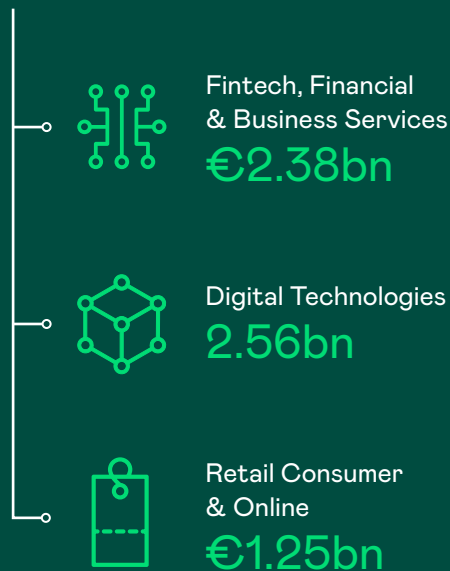 Fintech, Financial
& Business Services
€2.38bn
Digital Technologies
2.56bn
Retail Consumer
& Online
€1.25bn